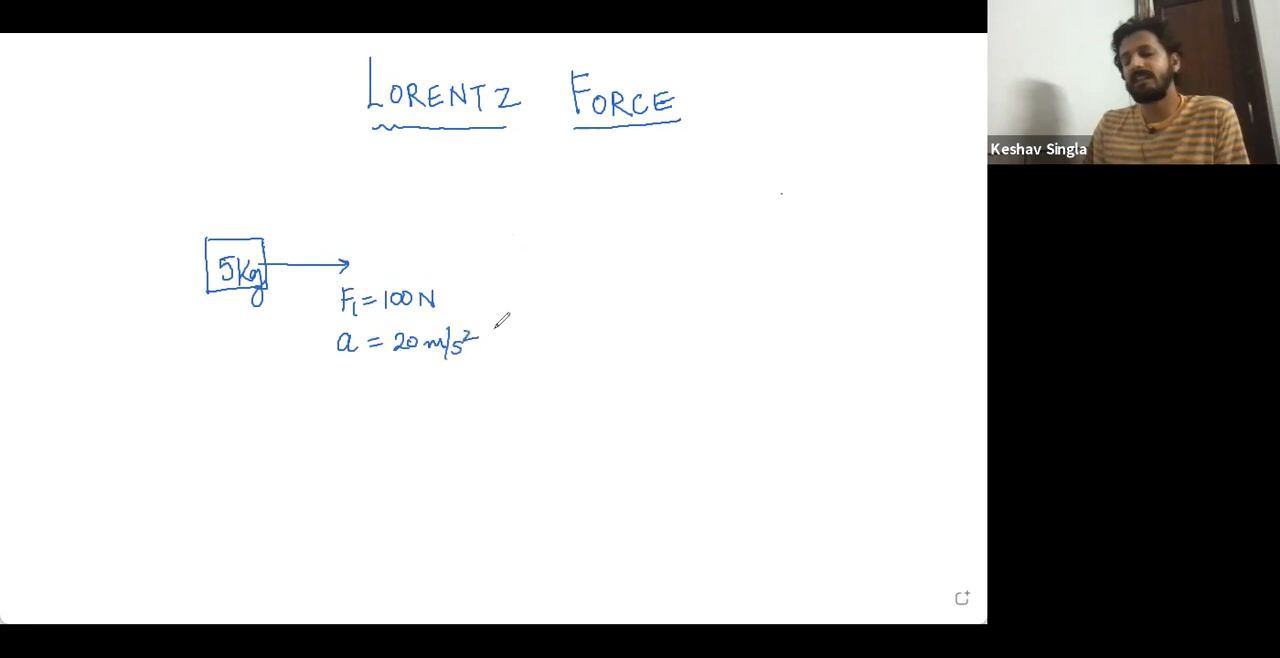 LORENTZ FORCE
Keshav Singla
5Kg
F₁ = 100 N
a = 20 m/s²